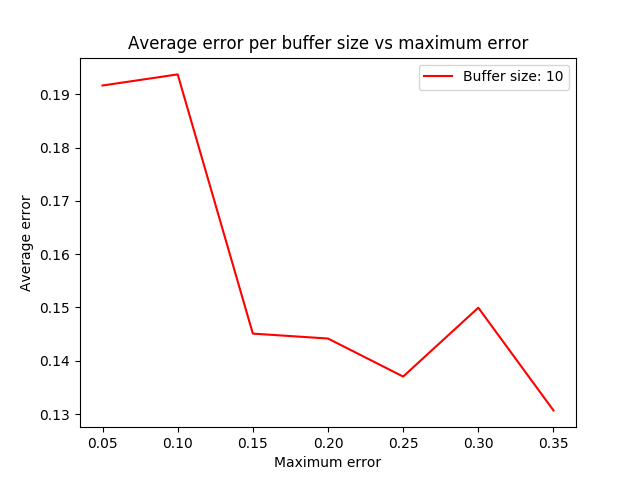 Average error per buffer size vs maximum error
Buffer size: 10
Average error
0.19
0.18
0.17
0.16
0.15
0.14
0.13
0.05 0.10 0.15 0.20 0.25 0.30 0.35
Maximum error